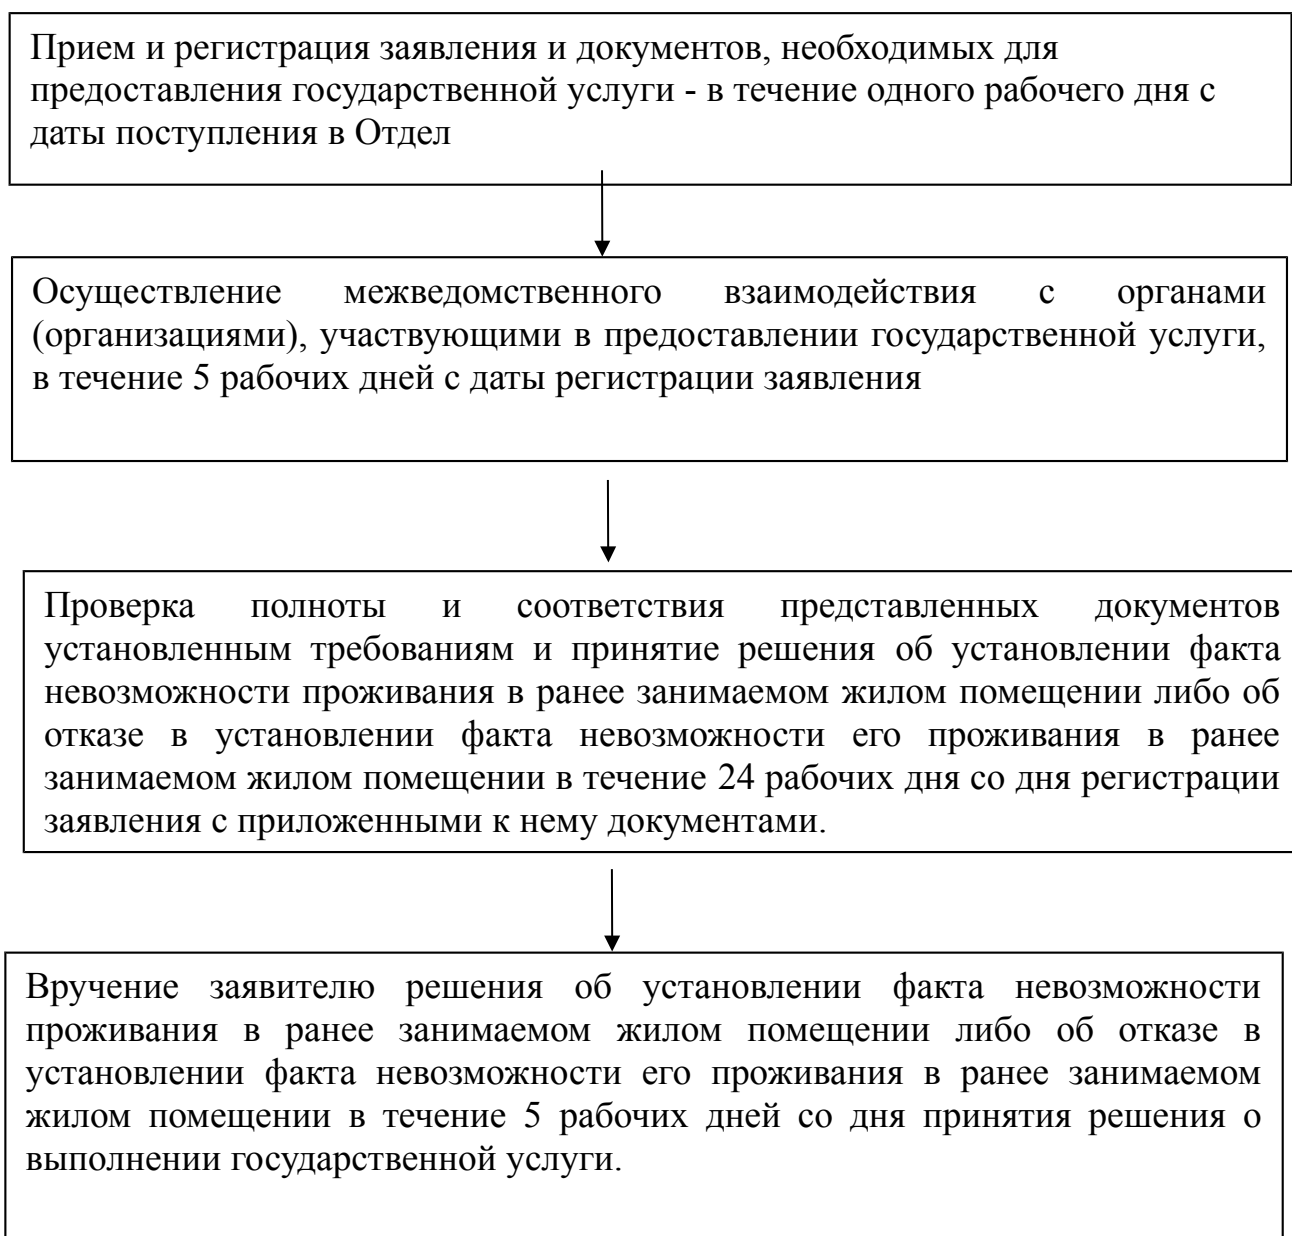 Прием и регистрация заявления и документов, необходимых для
предоставления государственной услуги - в течение одного рабочего дня с
даты поступления в Отдел
Осуществление межведомственного взаимодействия с органами
(организациями), участвующими в предоставлении государственной услуги,
в течение 5 рабочих дней с даты регистрации заявления
Проверка полноты и соответствия представленных документов
установленным требованиям и принятие решения об установлении факта
невозможности проживания в ранее занимаемом жилом помещении либо об
отказе в установлении факта невозможности его проживания в ранее
занимаемом жилом помещении в течение 24 рабочих дня со дня регистрации
заявления с приложенными к нему документами.
Вручение заявителю решения об установлении факта невозможности
проживания в ранее занимаемом жилом помещении либо об отказе в
установлении факта невозможности его проживания в ранее занимаемом
жилом помещении в течение 5 рабочих дней со дня принятия решения о
выполнении государственной услуги.